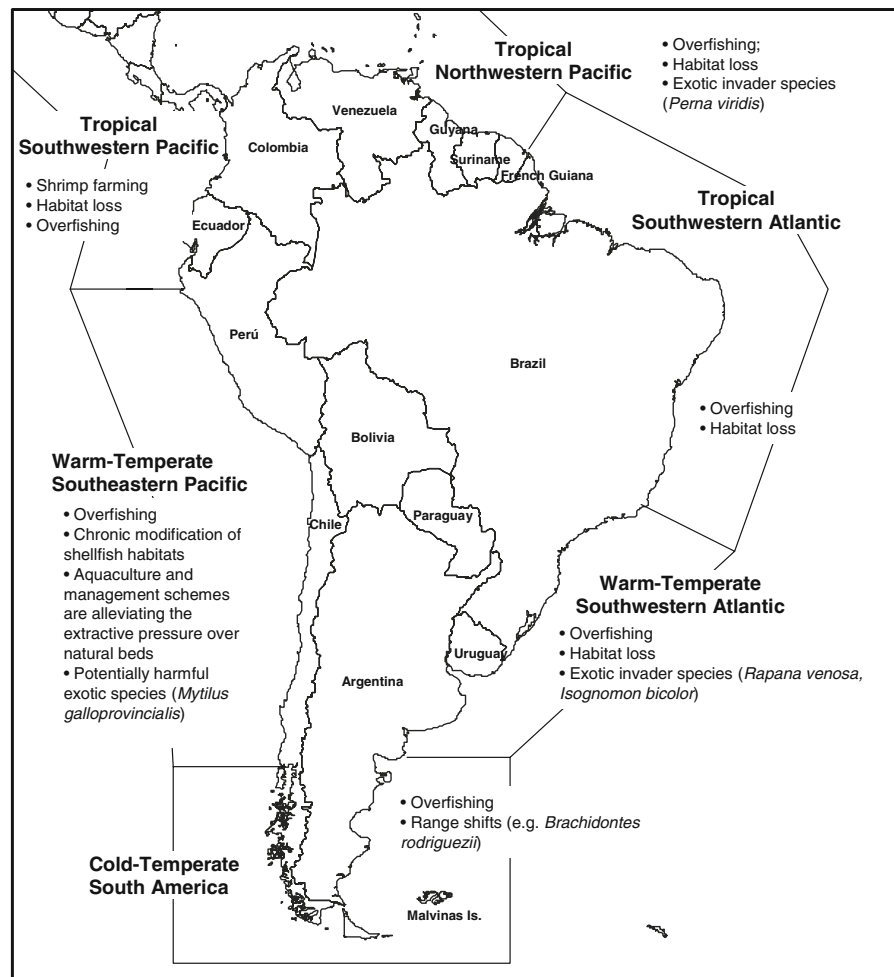 Tropical
Northwestern Pacific
• Overfishing;
• Habitat loss
• Exotic invader species
(Perna viridis)
Tropical
Southwestern Pacific
• Shrimp farming
• Habitat loss
• Overfishing
Venezuela
Colombia
Guyana
Suriname
French Guiana
Ecuador
Tropical
Southwestern Atlantic
Perú
Brazil
• Overfishing
• Habitat loss
Bolivia
Warm-Temperate
Southeastern Pacific
• Overfishing
• Chronic modification of
shellfish habitats
• Aquaculture and
management schemes
are alleviating the
extractive pressure over
natural beds
• Potentially harmful
exotic species (Mytilus
galloprovincialis)
Chile
Paraguay
Warm-Temperate
Southwestern Atlantic
• Overfishing
• Habitat loss
• Exotic invader species (Rapana venosa,
Isognomon bicolor)
Uruguay
Argentina
• Overfishing
• Range shifts (e.g. Brachidontes
rodriguezii)
Cold-Temperate
South America
Malvinas Is.